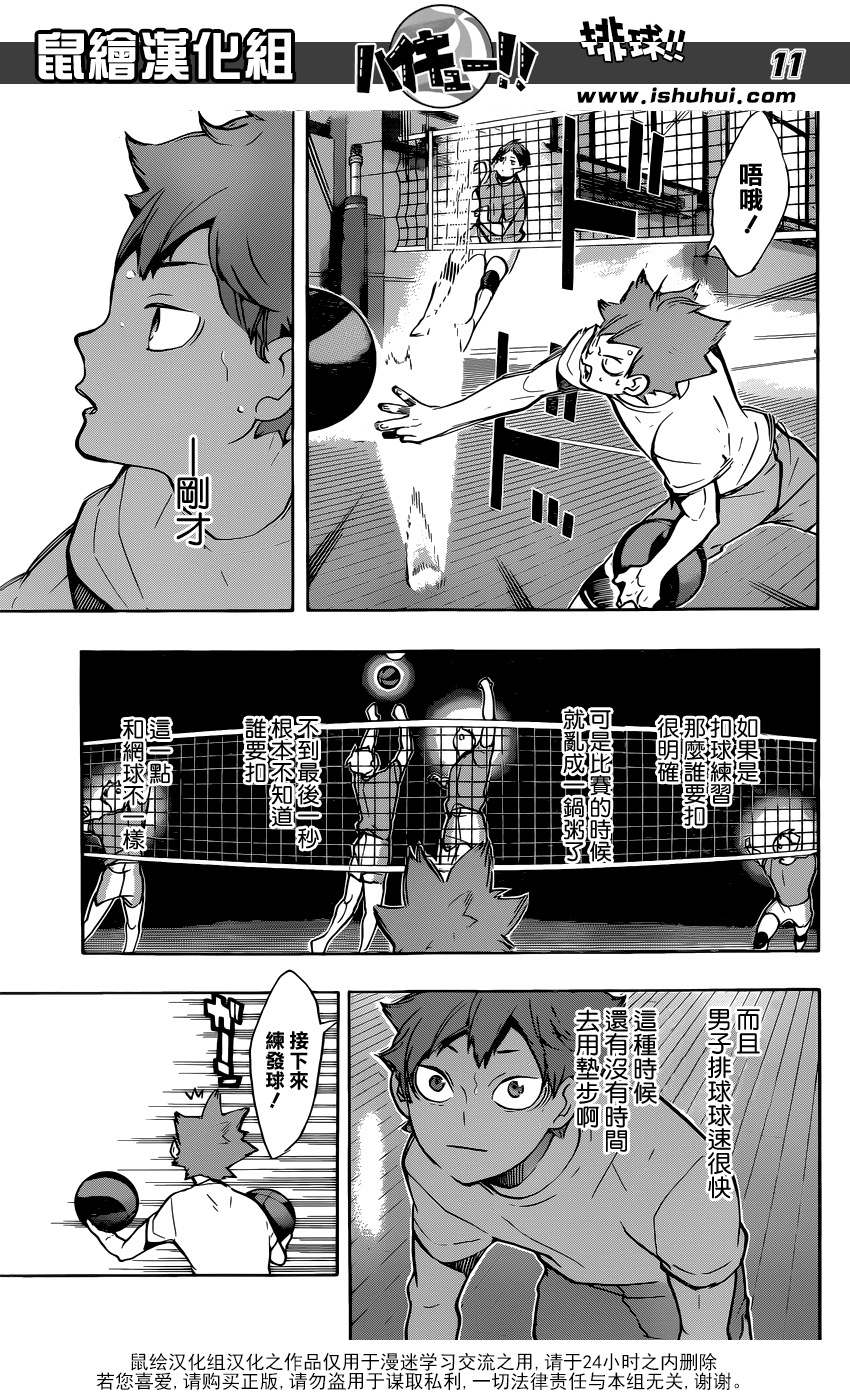 鼠繪漢化組
ハイキュー!!
排球!!
11
www.ishuhui.com
唔哦!
ドド
ドドッ
—剛才
如果是
扣球練習
那麼誰要扣
很明確
可是比賽的時候
就亂成一鍋粥了
不到最後一秒
根本不知道
誰要扣
這一點
和網球不一樣
而且
男子排球球速很快
這種時候
還有沒有時間
去用墊步啊
接下來
練發球!
ガー!
鼠绘汉化组汉化之作品仅用于漫迷学习交流之用,请于24小时之内删除
若您喜爱,请购买正版,请勿盗用于谋取私利,一切法律责任与本组无关,谢谢。